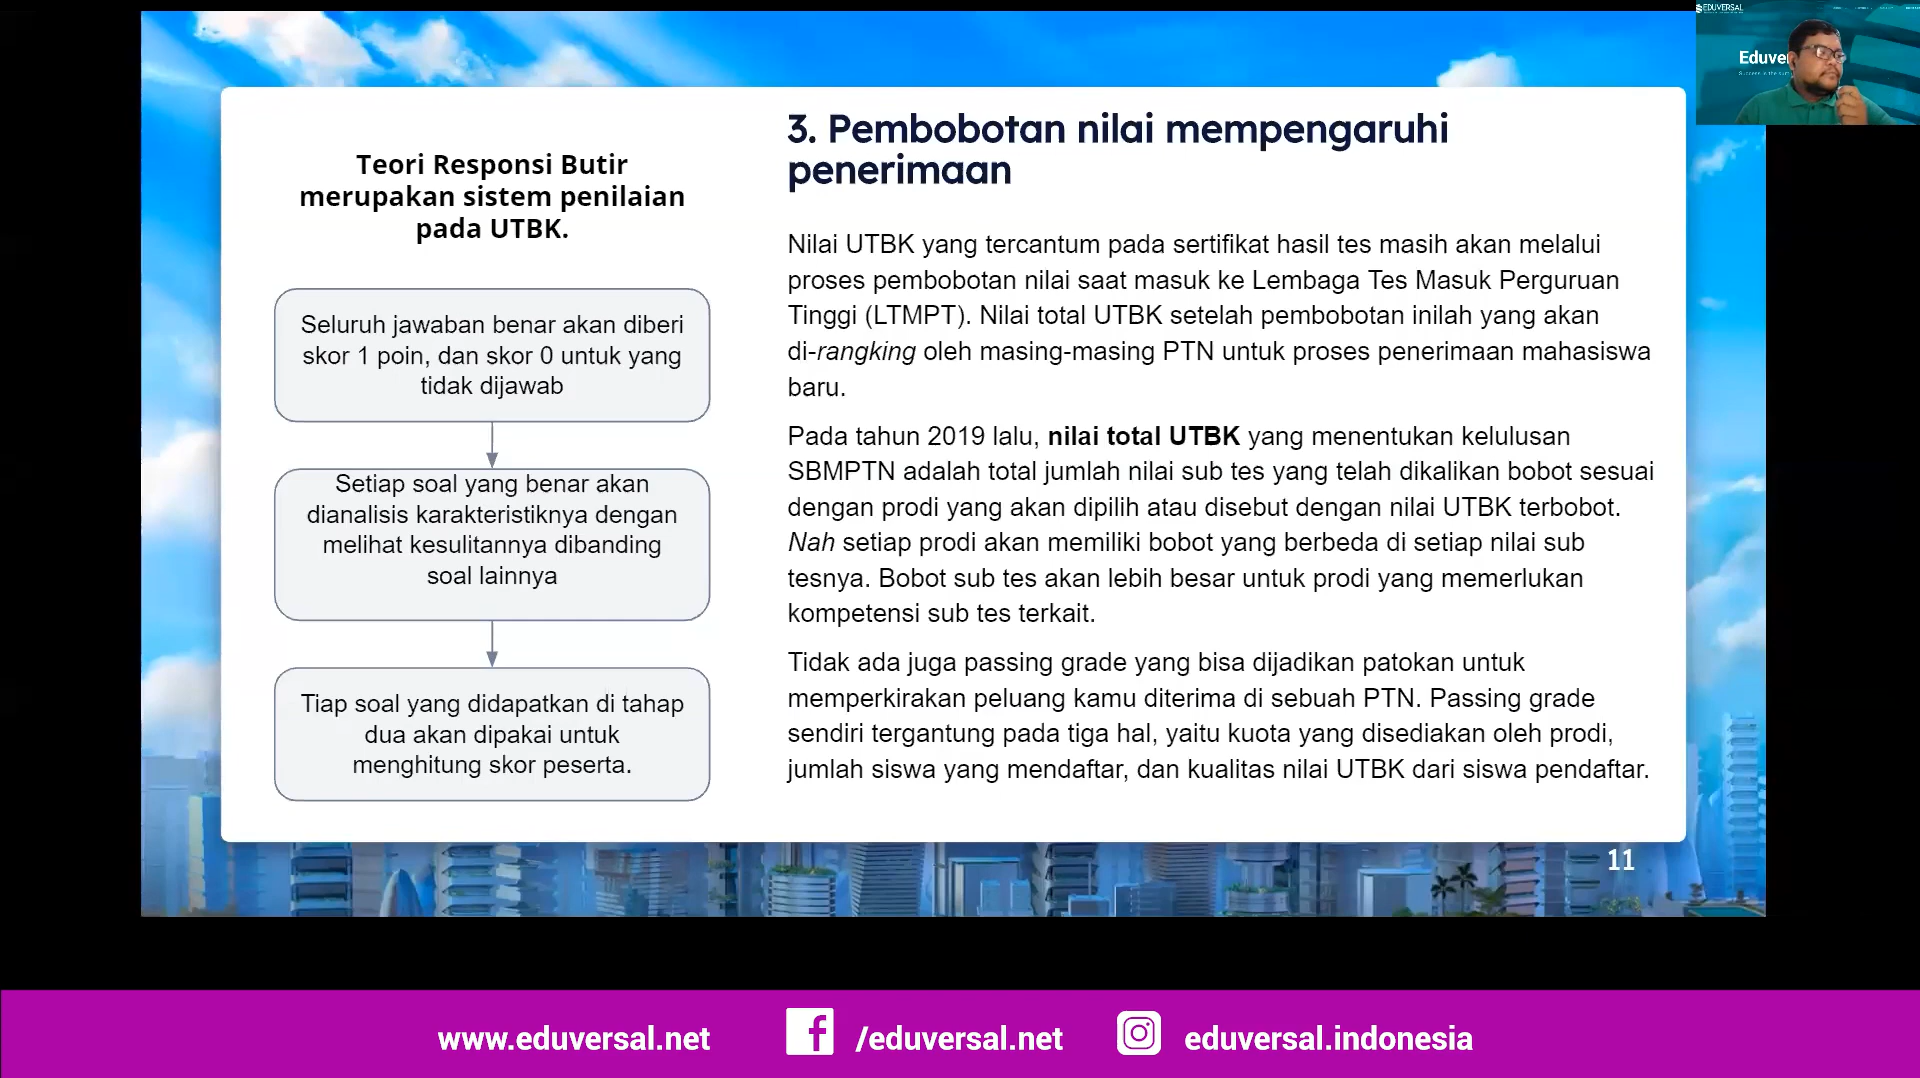 EDUVERSAL
Teori Responsi Butir
merupakan sistem penilaian
pada UTBK.
Seluruh jawaban benar akan diberi
skor 1 poin, dan skor 0 untuk yang
tidak dijawab
Setiap soal yang benar akan
dianalisis karakteristiknya dengan
melihat kesulitannya dibanding
soal lainnya
Tiap soal yang didapatkan di tahap
dua akan dipakai untuk
menghitung skor peserta.
3. Pembobotan nilai mempengaruhi
penerimaan
Nilai UTBK yang tercantum pada sertifikat hasil tes masih akan melalui
proses pembobotan nilai saat masuk ke Lembaga Tes Masuk Perguruan
Tinggi (LTMPT). Nilai total UTBK setelah pembobotan inilah yang akan
di-rangking oleh masing-masing PTN untuk proses penerimaan mahasiswa
baru.
Pada tahun 2019 lalu, nilai total UTBK yang menentukan kelulusan
SBMPTN adalah total jumlah nilai sub tes yang telah dikalikan bobot sesuai
dengan prodi yang akan dipilih atau disebut dengan nilai UTBK terbobot.
Nah setiap prodi akan memiliki bobot yang berbeda di setiap nilai sub
tesnya. Bobot sub tes akan lebih besar untuk prodi yang memerlukan
kompetensi sub tes terkait.
Tidak ada juga passing grade yang bisa dijadikan patokan untuk
memperkirakan peluang kamu diterima di sebuah PTN. Passing grade
sendiri tergantung pada tiga hal, yaitu kuota yang disediakan oleh prodi,
jumlah siswa yang mendaftar, dan kualitas nilai UTBK dari siswa pendaftar.
11
www.eduversal.net
/eduversal.net
eduversal.indonesia